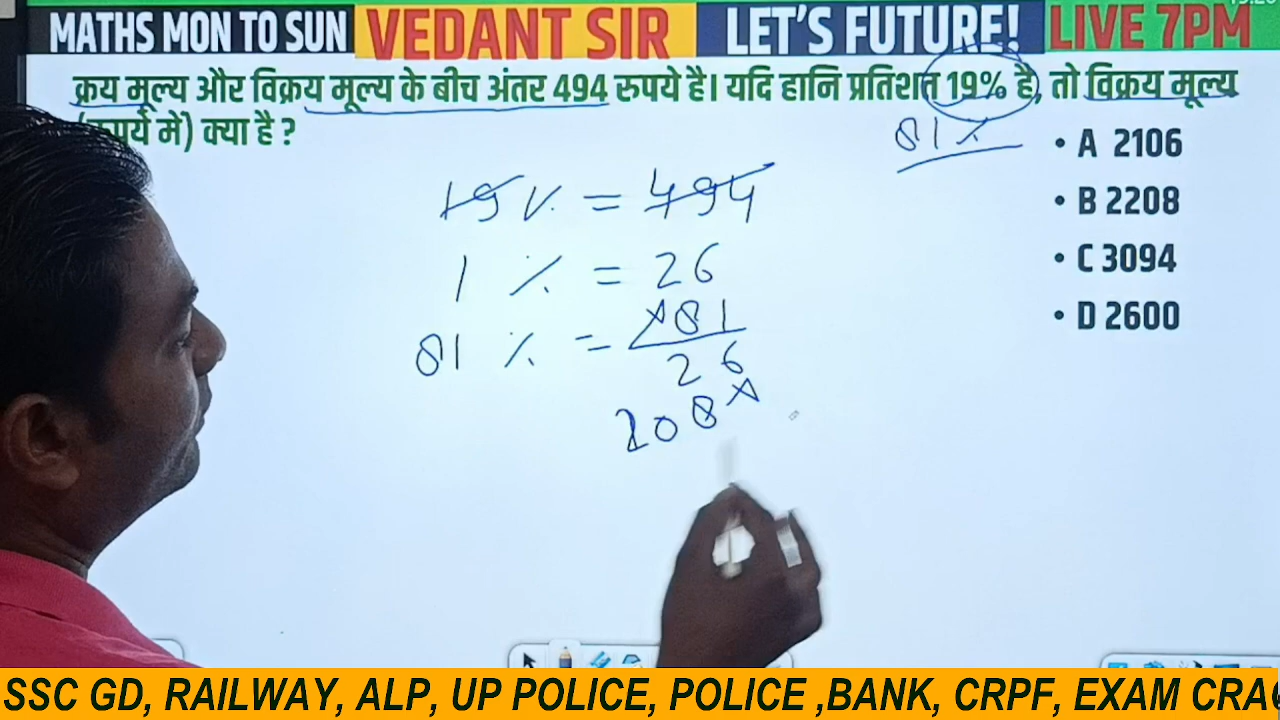 MATHS MON TO SUN VEDANT SIR LET'S FUTURE! LIVE 7PM
क्रय मूल्य और विक्रय मूल्य के बीच अंतर 494 रुपये है। यदि हानि प्रतिशत 19% है, तो विक्रय मूल्य
में) क्या है ?
81%
• A 2106
• B 2208
• C 3094
• D 2600
19% = 494
1 % = 26
81 % = 81
26
208
SSC GD, RAILWAY, ALP, UP POLICE, POLICE ,BANK, CRPF, EXAM